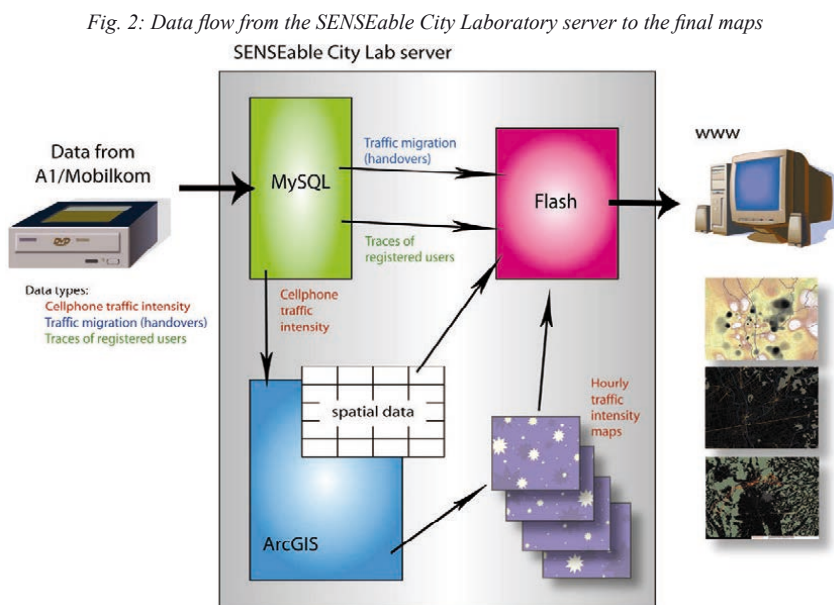 Fig. 2: Data flow from the SENSEable City Laboratory server to the final maps
SENSEable City Lab server
Data from
A1/Mobilkom
DVD
Data types:
Cellphone traffic intensity
Traffic migration (handovers)
Traces of registered users
MySQL
Traffic migration
(handovers)
Traces of
registered users
Cellphone
traffic
intensity
Flash
www
spatial data
ArcGIS
Hourly
traffic
intensity
maps